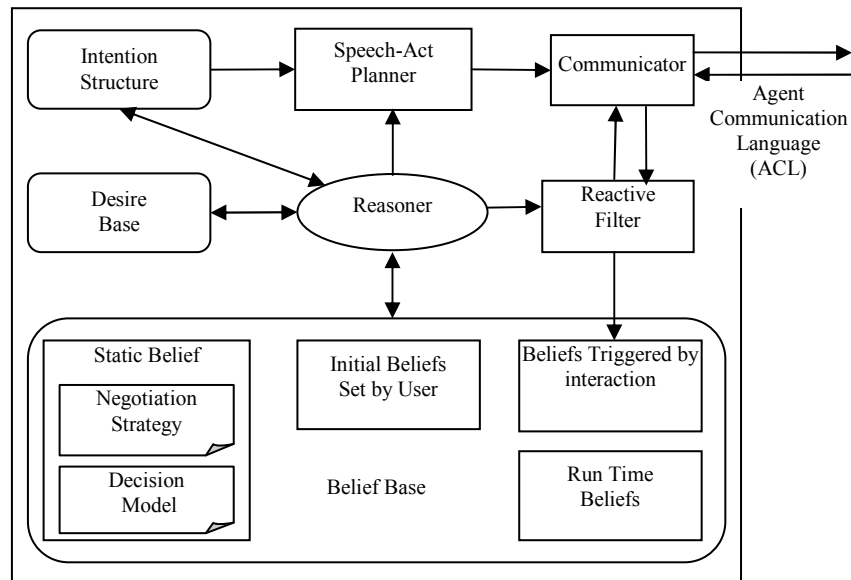 Intention
Structure
Speech-Act
Planner
Communicator
Agent
Communication
Language
(ACL)
Desire
Base
Reasoner
Reactive
Filter
Static Belief
Negotiation
Strategy
Decision
Model
Initial Beliefs
Set by User
Belief Base
Beliefs Triggered by
interaction
Run Time
Beliefs